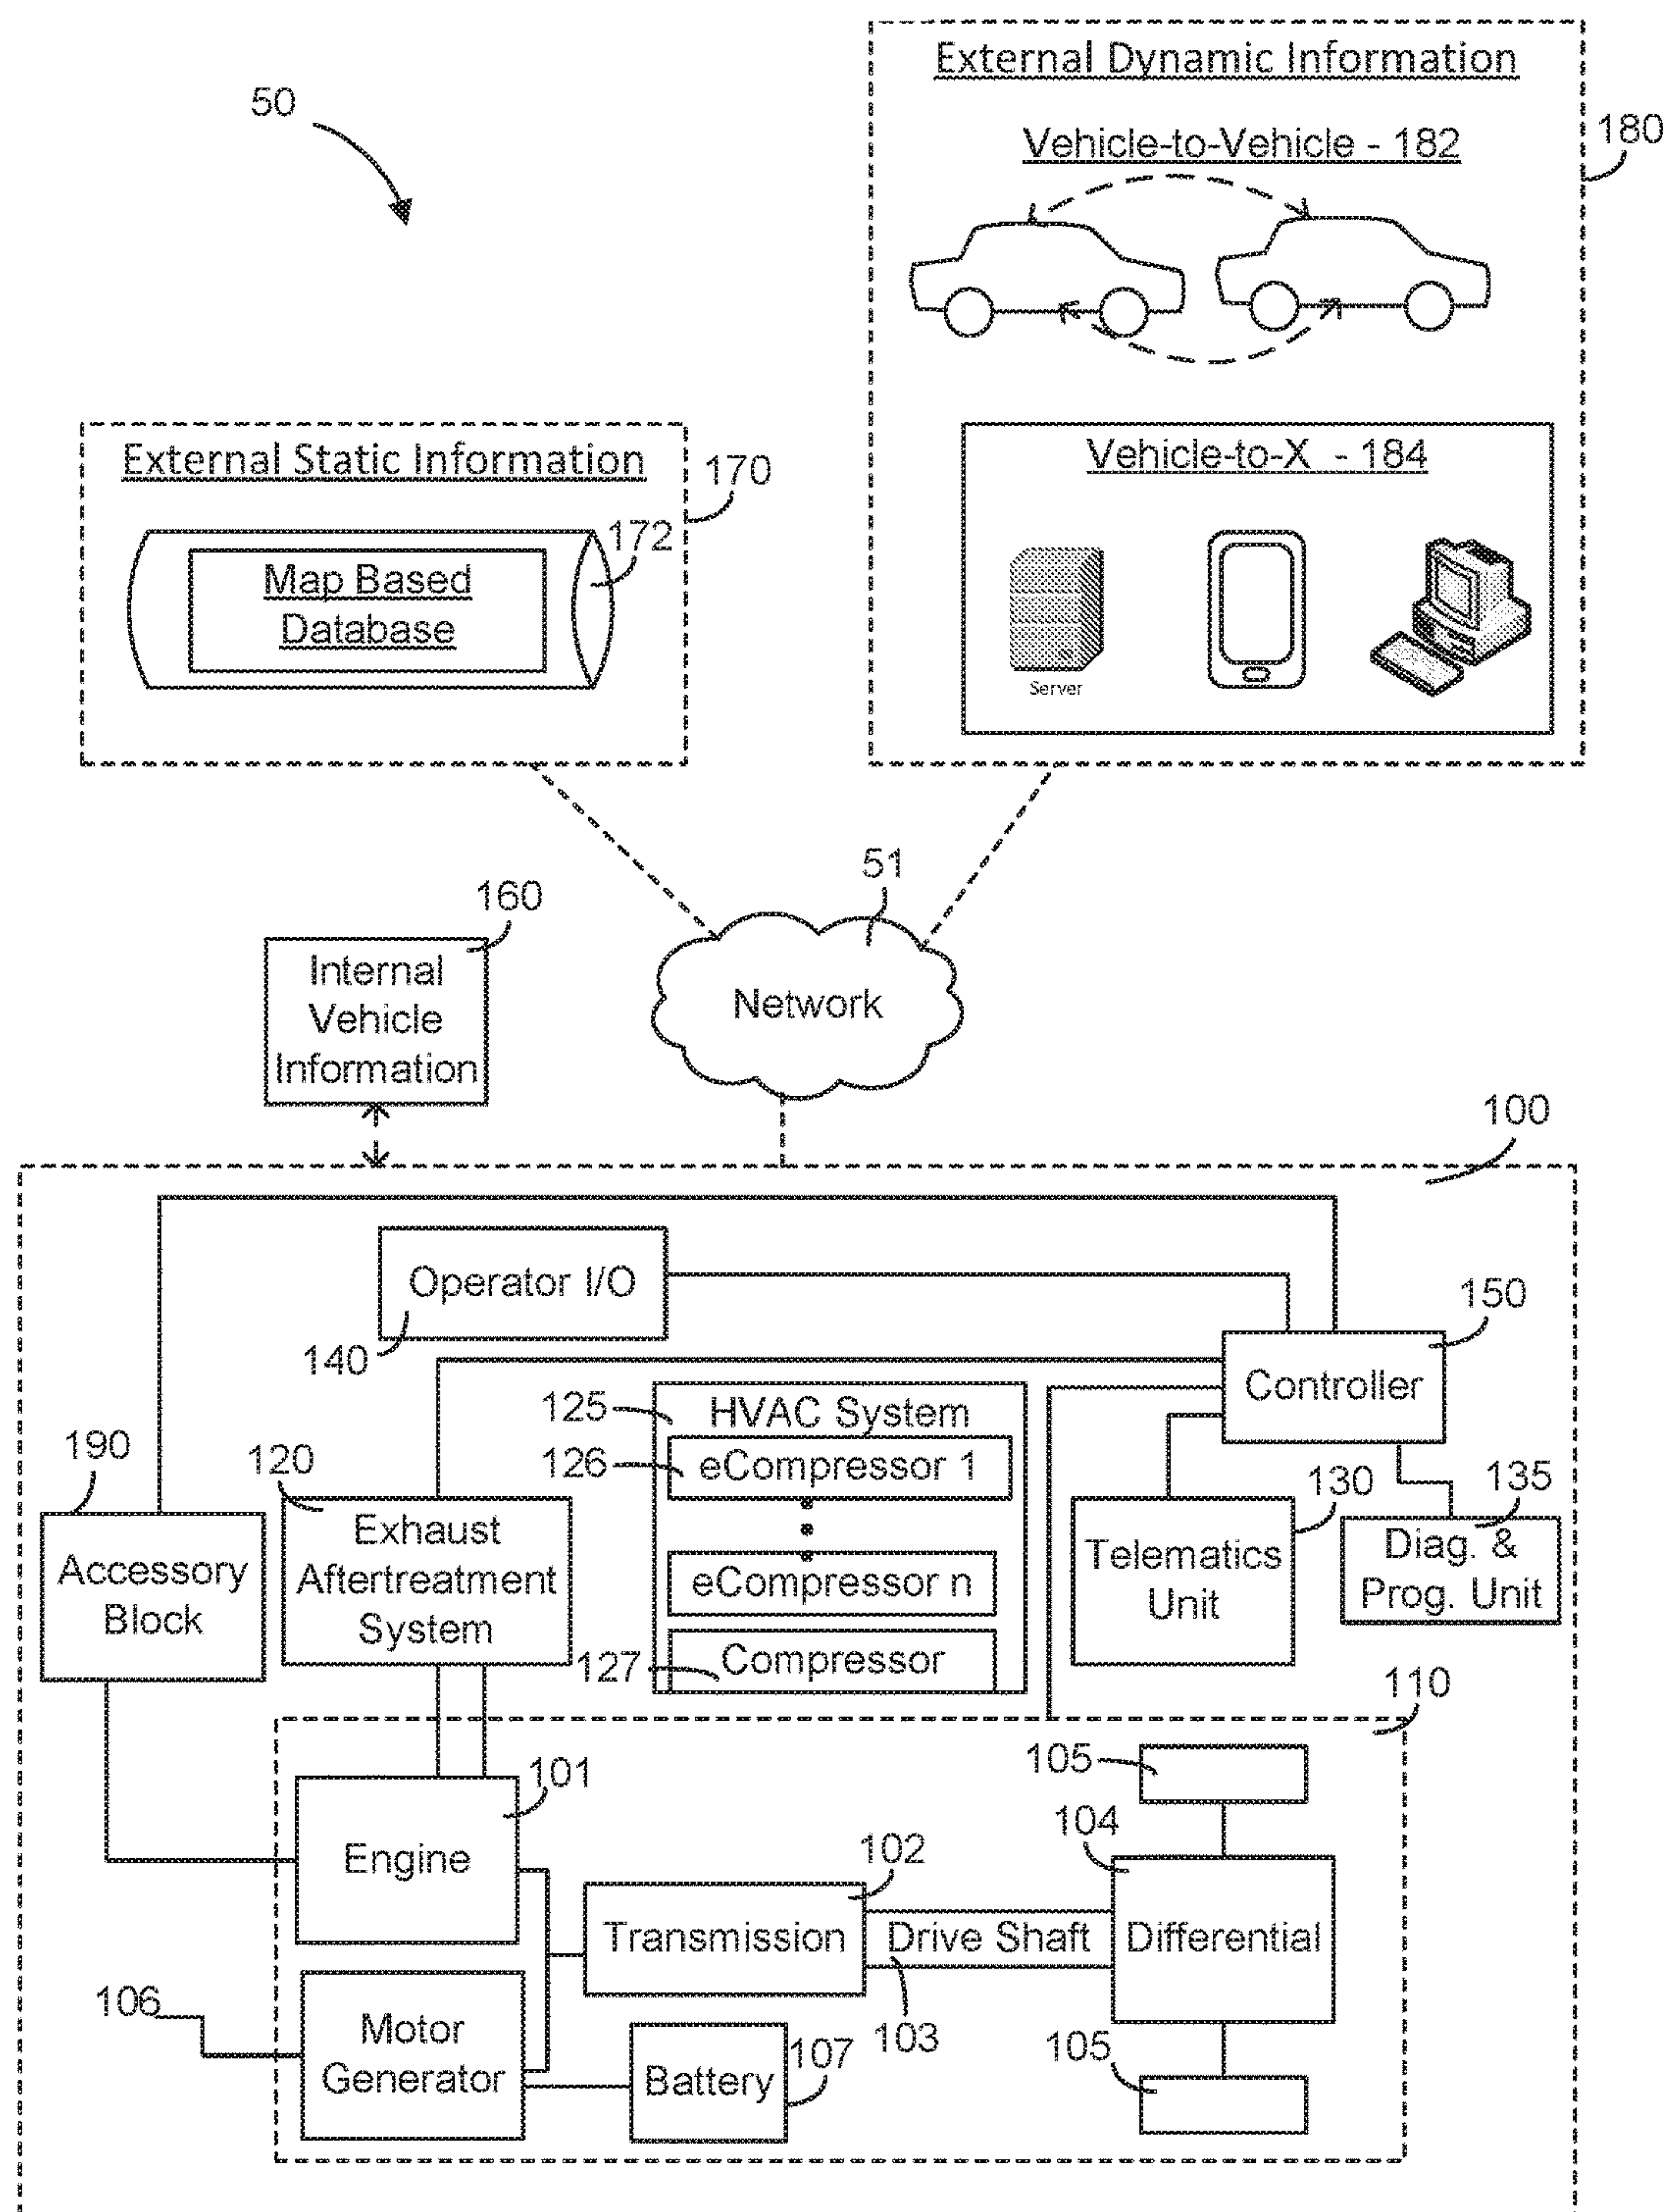 50
External Dynamic Information
180
Vehicle-to-Vehicle - 182
External Static Information
170
172
Map Based
Database
Vehicle-to-X - 184
Server
51
160
Internal
Vehicle
Information
Network
100
Operator I/O
140
150
Controller
125
HVAC System
126
eCompressor 1
eCompressor n
127
Compressor
190
Accessory
Block
120
Exhaust
Aftertreatment
System
130
Telematics
Unit
135
Diag. &
Prog. Unit
110
101
Engine
105
104
102
Transmission
Drive Shaft
Differential
103
106
Motor
Generator
Battery
107
105